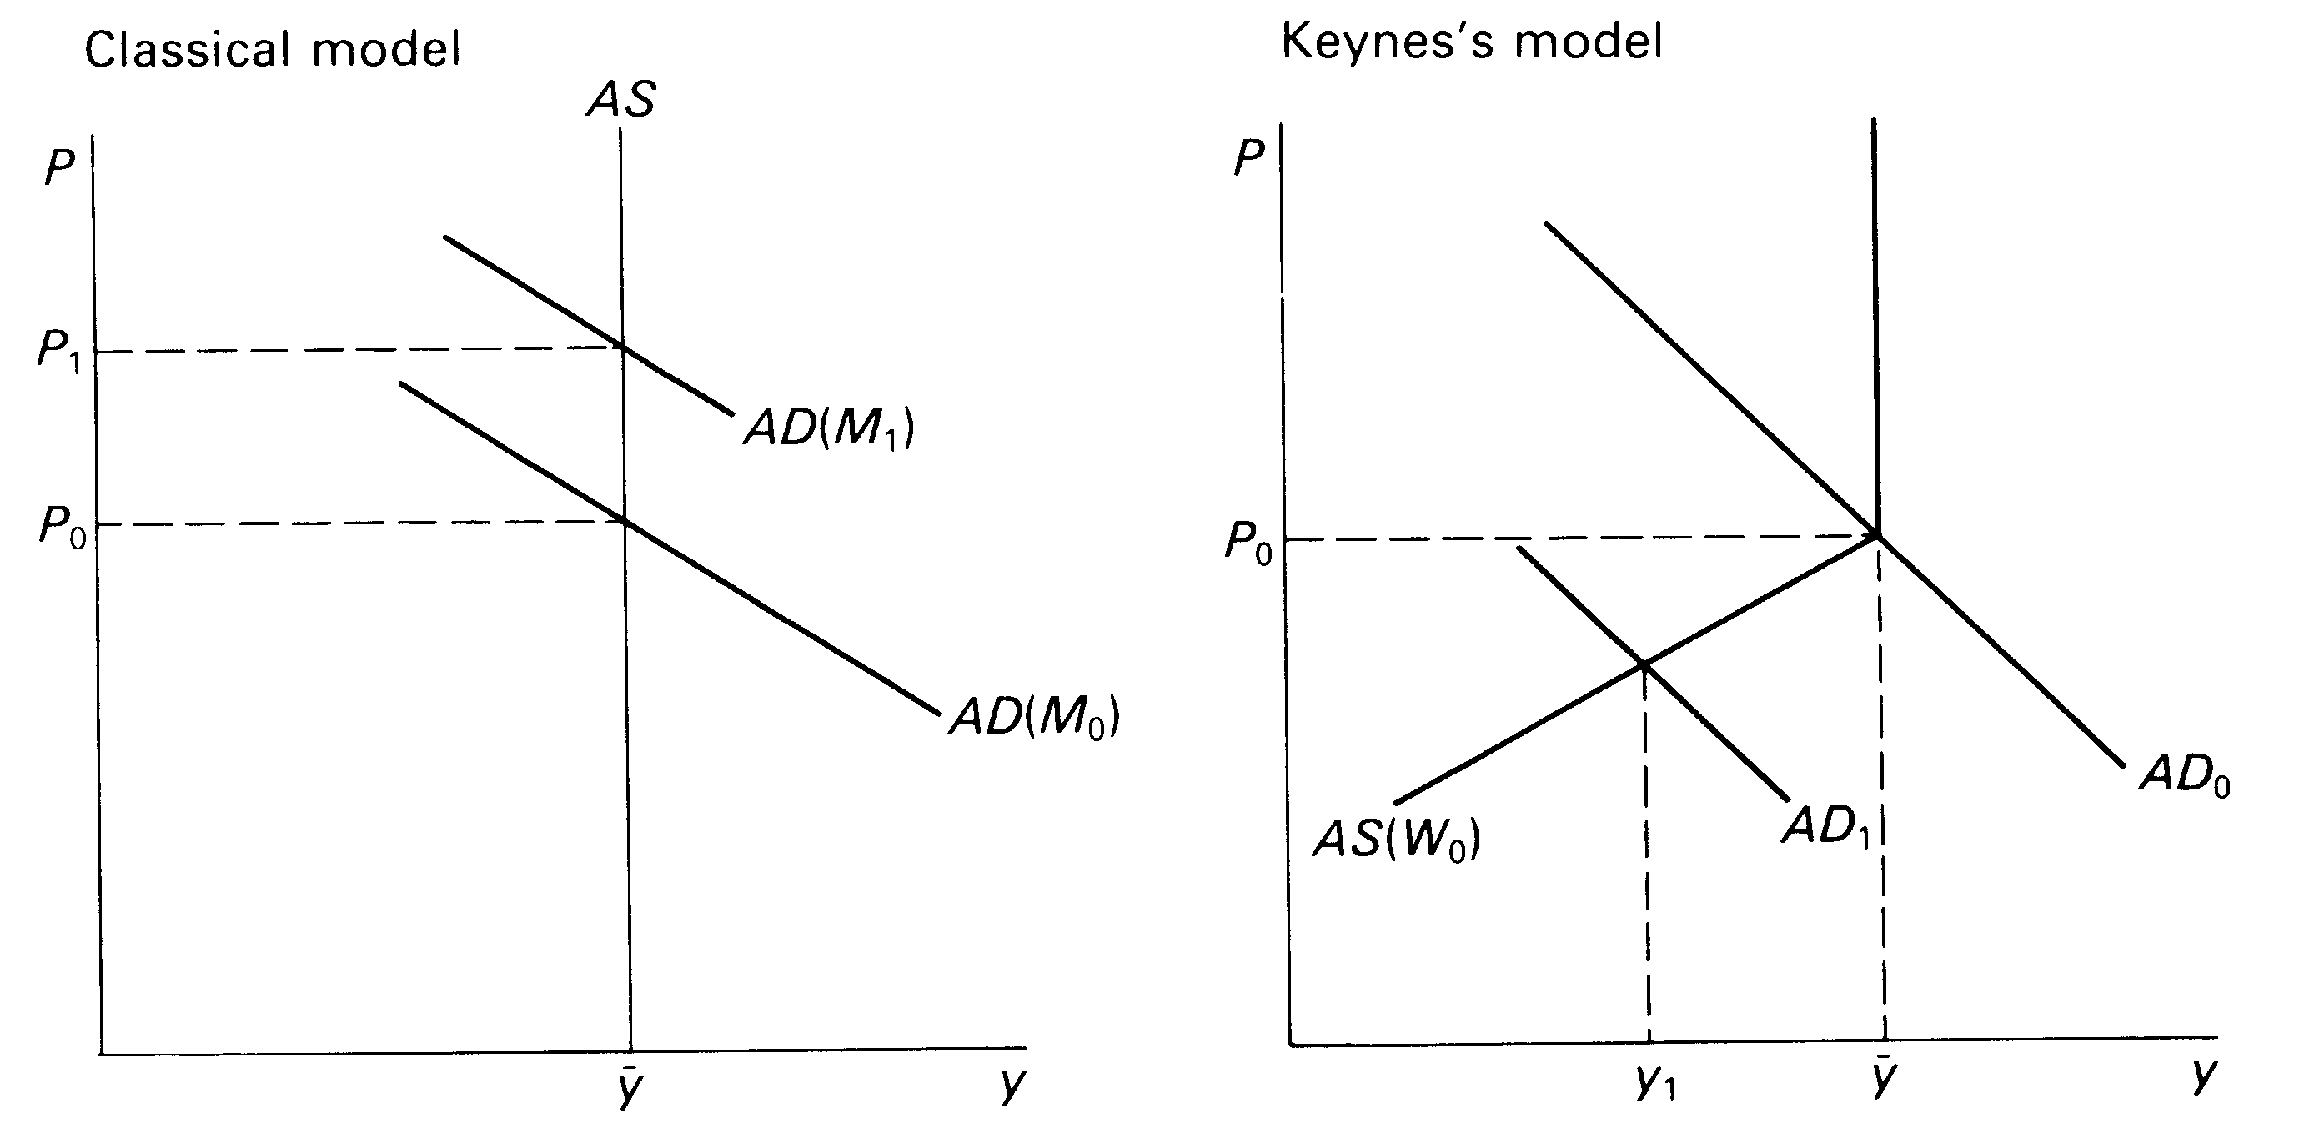 Classical model
AS
P
P₁
AD(M₁)
P₀
AD(M₀)
ȳ
y
Keynes's model
P
P₀
AD₀
AD₁
AS(W₀)
y₁
ȳ
y